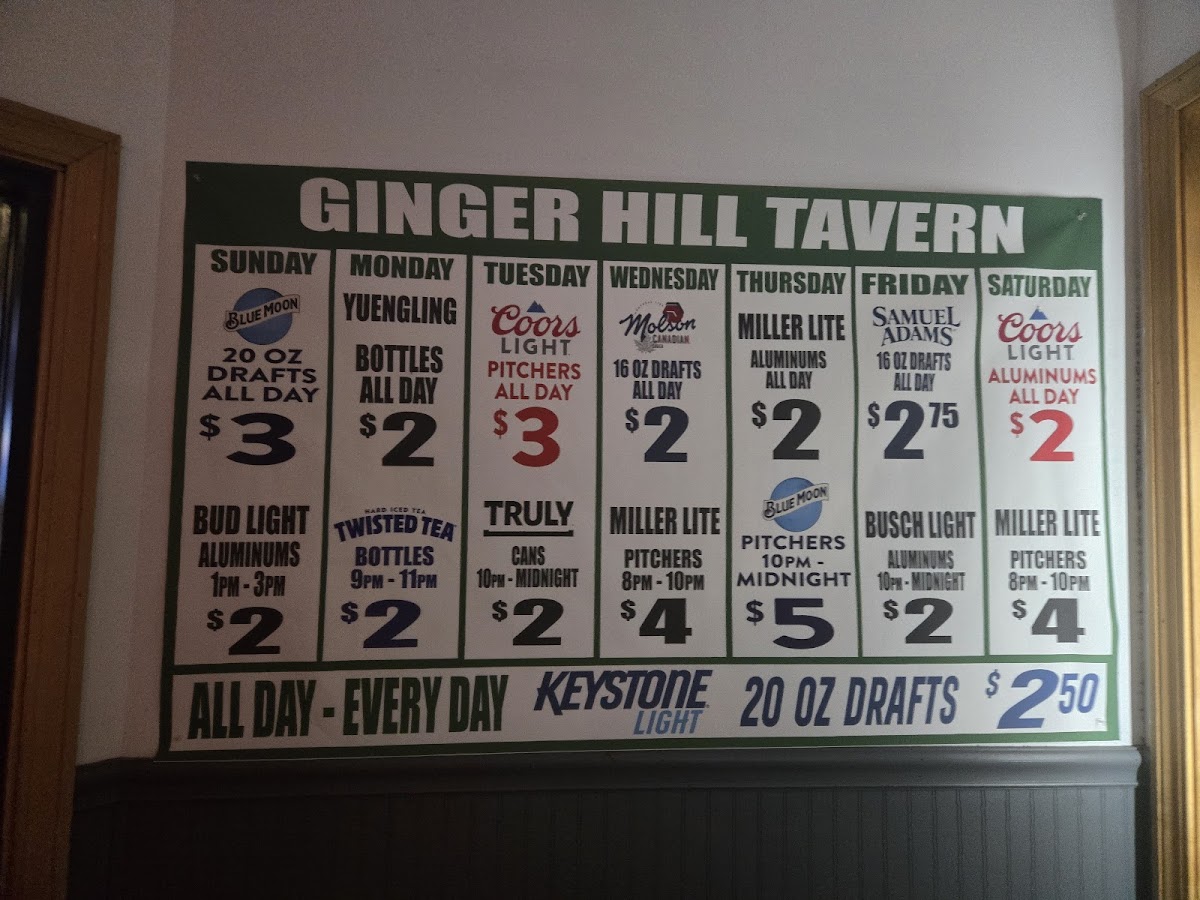 GINGER HILL TAVERN
SUNDAY
BLUE MOON
20 OZ
DRAFTS
ALL DAY
$3
BUD LIGHT
ALUMINUMS
1PM - 3PM
$2
MONDAY
YUENGLING
BOTTLES
ALL DAY
$2
HARD ICED TEA
TWISTED TEA
BOTTLES
9PM - 11PM
$2
TUESDAY
Coors
LIGHT
PITCHERS
ALL DAY
$3
TRULY
CANS
10PM - MIDNIGHT
$2
WEDNESDAY
Molson
CANADIAN
16 OZ DRAFTS
ALL DAY
$2
MILLER LITE
PITCHERS
8PM - 10PM
$4
THURSDAY
MILLER LITE
ALUMINUMS
ALL DAY
$2
BLUE MOON
PITCHERS
10PM -
MIDNIGHT
$5
FRIDAY
SAMUEL
ADAMS
16 OZ DRAFTS
ALL DAY
$2 75
BUSCH LIGHT
ALUMINUMS
10PM - MIDNIGHT
$2
SATURDAY
Coors
LIGHT
ALUMINUMS
ALL DAY
$2
MILLER LITE
PITCHERS
8PM - 10PM
$4
ALL DAY - EVERY DAY KEYSTONE LIGHT 20 OZ DRAFTS $2 50